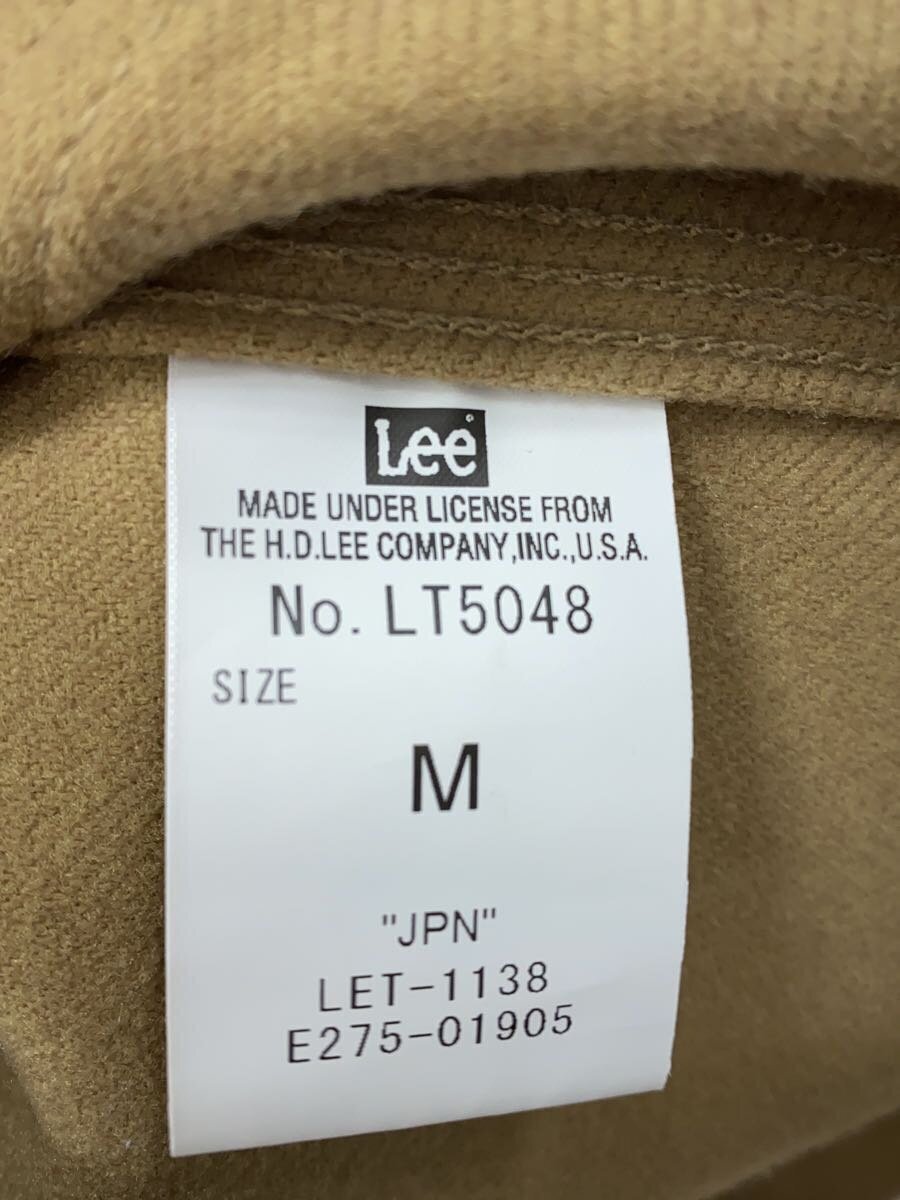 Lee®
MADE UNDER LICENSE FROM
THE H.D.LEE COMPANY,INC.,U.S.A.
No. LT5048
SIZE
M
"JPN"
LET-1138
E275-01905